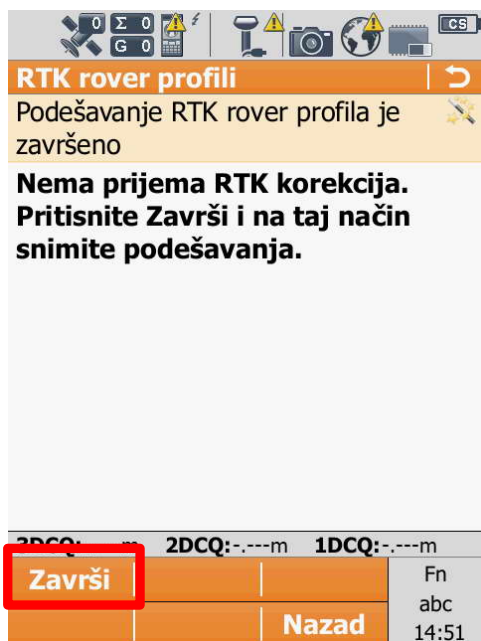 0 Σ 0
G 0
CS
RTK rover profili
Podešavanje RTK rover profila je
završeno
Nema prijema RTK korekcija.
Pritisnite Završi i na taj način
snimite podešavanja.
2DCQ:-.---m 1DCQ:-.---m
Završi
Fn
abc
Nazad
14:51